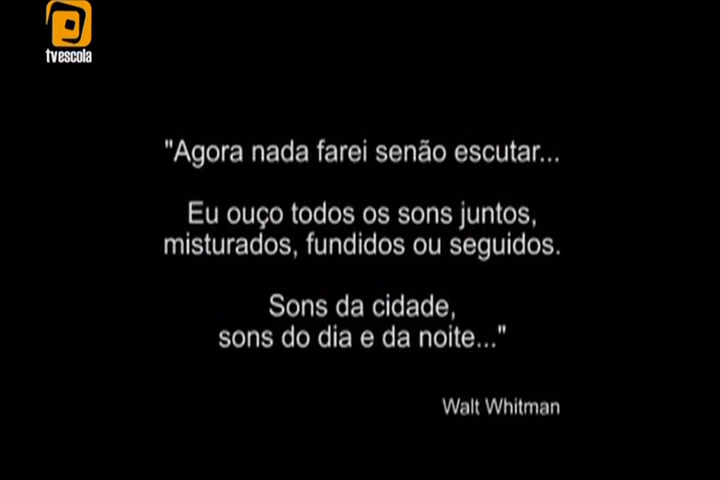 tvescola
"Agora nada farei senão escutar...
Eu ouço todos os sons juntos,
misturados, fundidos ou seguidos.
Sons da cidade,
sons do dia e da noite..."
Walt Whitman